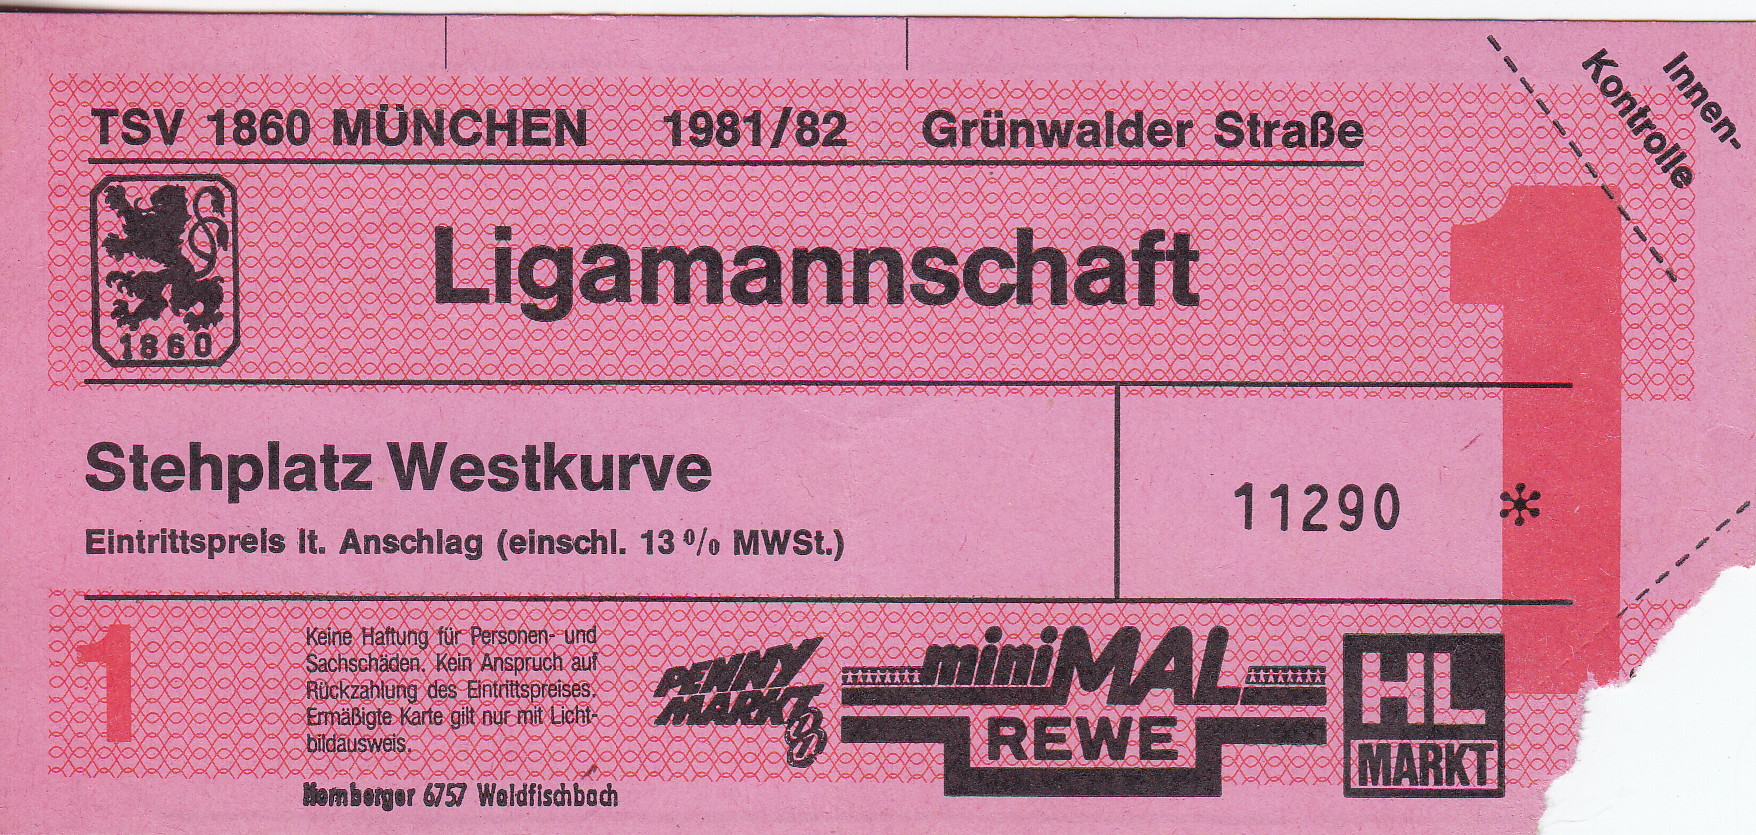 TSV 1860 MÜNCHEN 1981/82 Grünwalder Straße
Innen-
Kontrolle
1860
Ligamannschaft
1
Stehplatz Westkurve
Eintrittspreis lt. Anschlag (einschl. 13% MWSt.)
11290 *
1
Keine Haftung für Personen- und
Sachschäden. Kein Anspruch auf
Rückzahlung des Eintrittspreises.
Ermäßigte Karte gilt nur mit Licht-
bildausweis.
6757 Waldfischbach
PENNY
MARKT
miniMAL
REWE
HL
MARKT